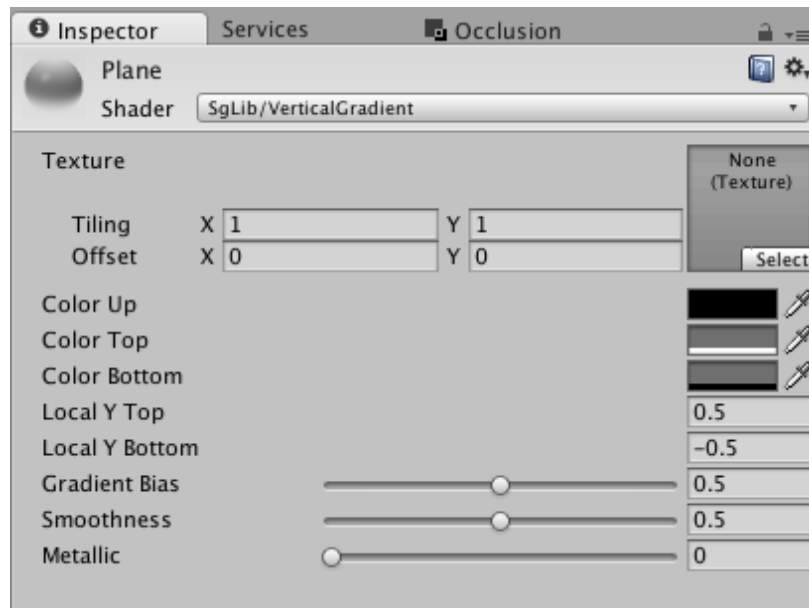 Inspector Services Occlusion
Plane
Shader SgLib/VerticalGradient
Texture None
(Texture)
Tiling X 1 Y 1
Offset X 0 Y 0 Select
Color Up
Color Top
Color Bottom
Local Y Top 0.5
Local Y Bottom -0.5
Gradient Bias 0.5
Smoothness 0.5
Metallic 0